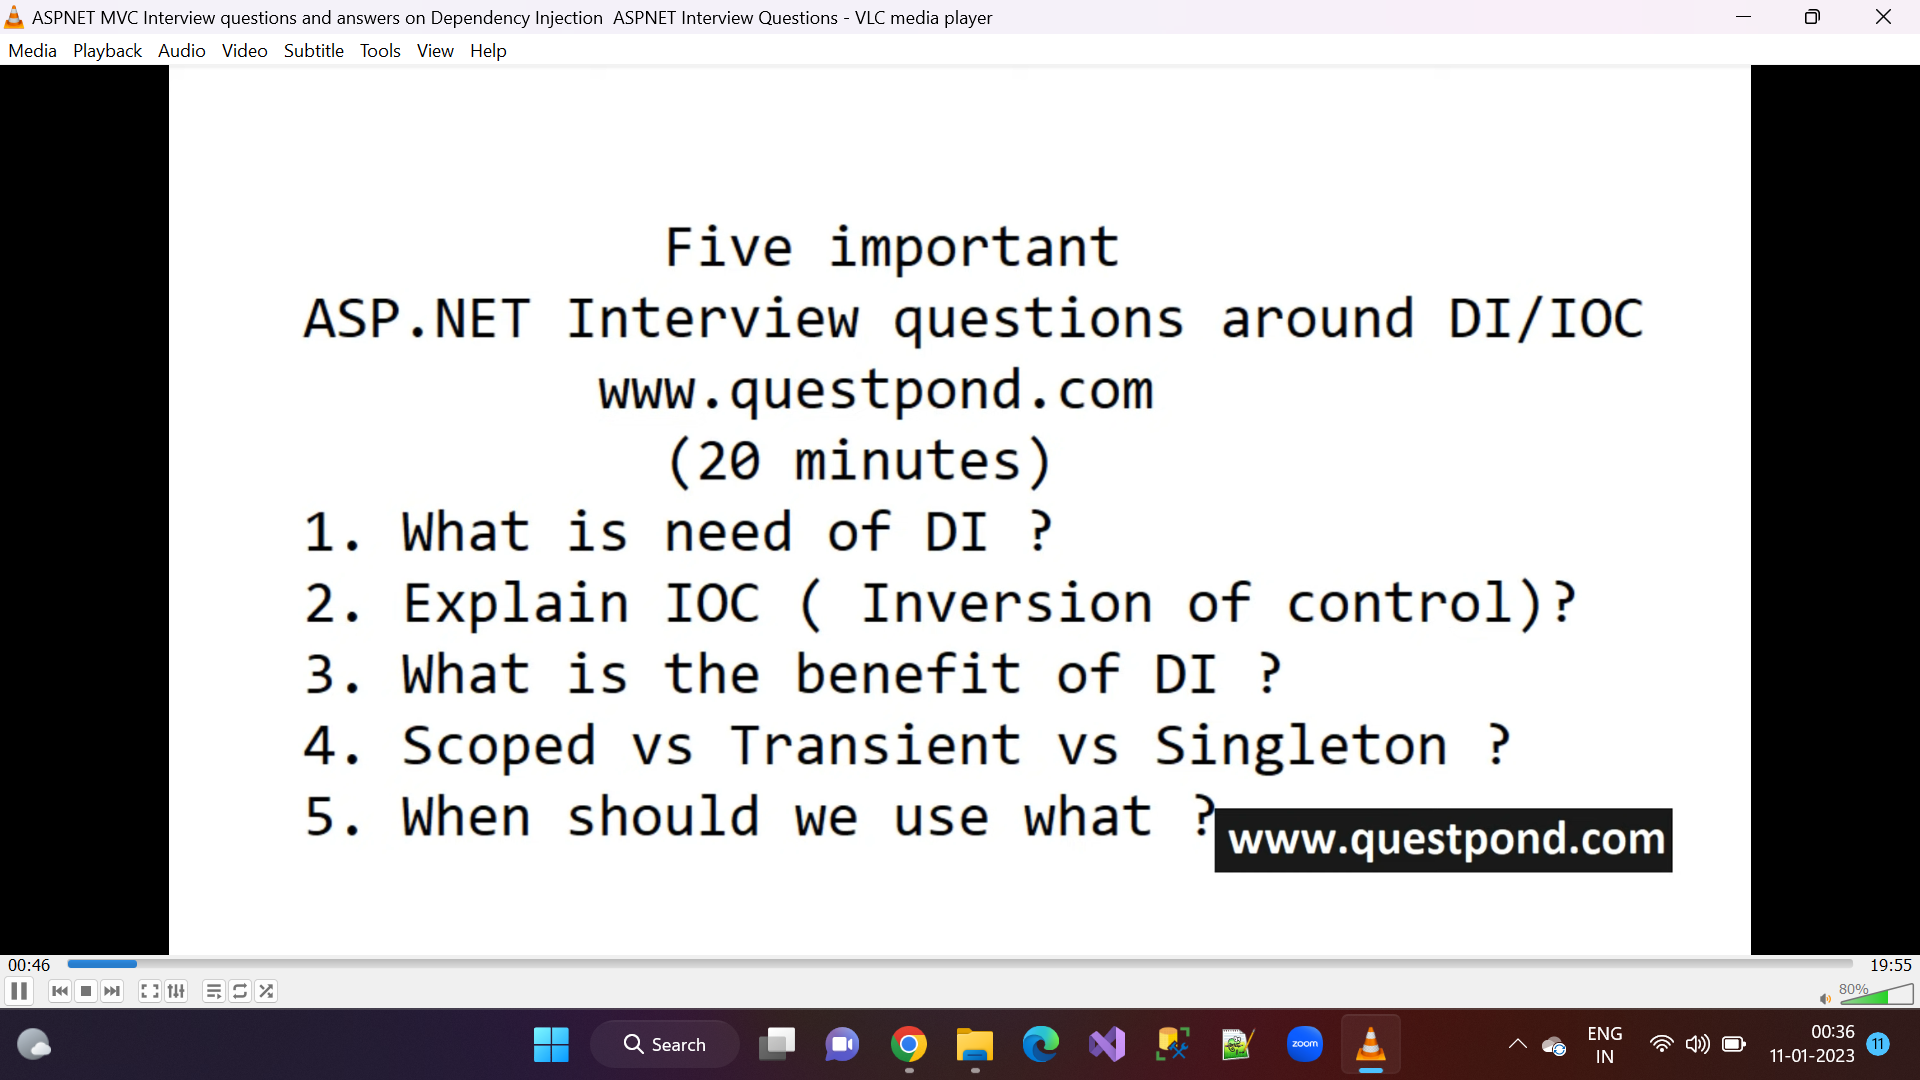 ASPNET MVC Interview questions and answers on Dependency Injection  ASPNET Interview Questions - VLC media player
Media Playback Audio Video Subtitle Tools View Help
Five important
ASP.NET Interview questions around DI/IOC
www.questpond.com
(20 minutes)
1. What is need of DI ?
2. Explain IOC ( Inversion of control)?
3. What is the benefit of DI ?
4. Scoped vs Transient vs Singleton ?
5. When should we use what ?
www.questpond.com
00:46 19:55
80%
Search
zoom
ENG
IN
00:36
11-01-2023
11